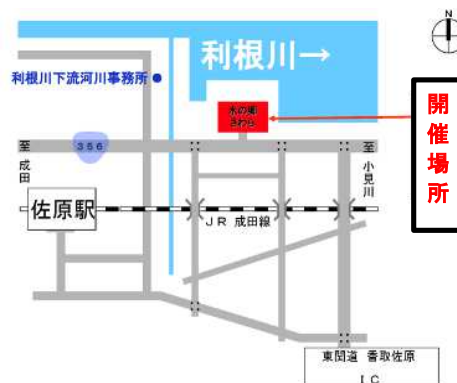 N
利根川→
利根川下流河川事務所
水の郷
さわら
開催場所
至 成田
356
至 小見川
佐原駅
JR 成田線
東関道 香取佐原
IC